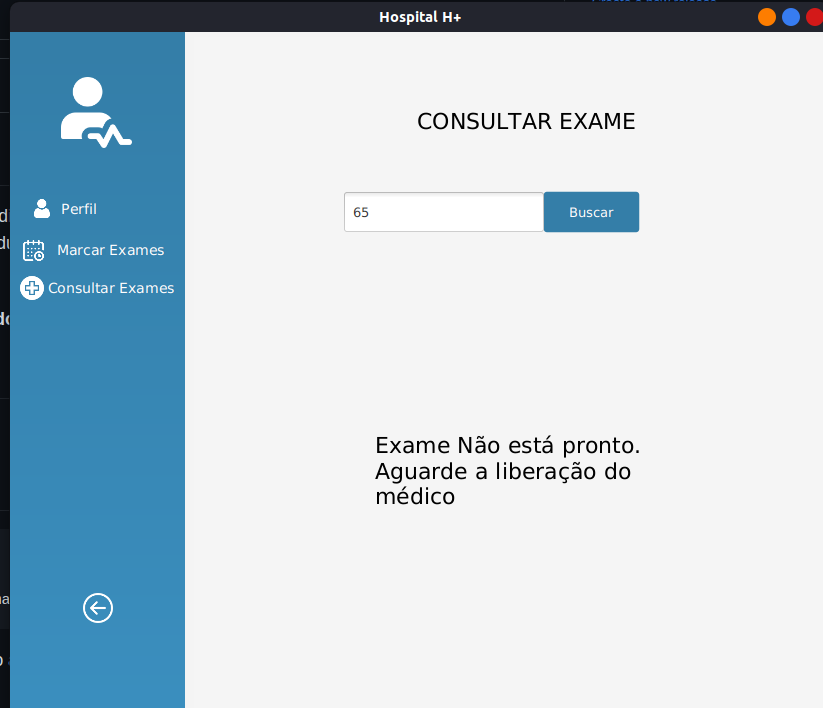 Hospital H+
CONSULTAR EXAME
Perfil
65
Buscar
Marcar Exames
Consultar Exames
Exame Não está pronto.
Aguarde a liberação do
médico